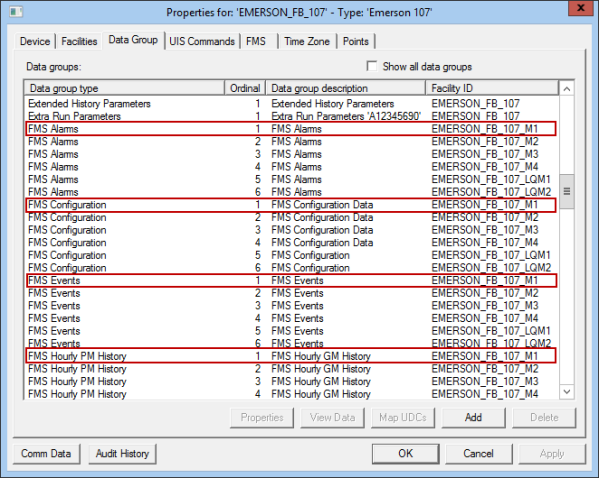 Properties for: 'EMERSON_FB_107' - Type: 'Emerson 107'
Device Facilities Data Group UIS Commands FMS Time Zone Points
Data groups: Show all data groups
Data group type Ordinal Data group description Facility ID
Extended History Parameters 1 Extended History Parameters EMERSON_FB_107
Extra Run Parameters 1 Extra Run Parameters 'A12345690' EMERSON_FB_107
FMS Alarms 1 FMS Alarms EMERSON_FB_107_M1
FMS Alarms 2 FMS Alarms EMERSON_FB_107_M2
FMS Alarms 3 FMS Alarms EMERSON_FB_107_M3
FMS Alarms 4 FMS Alarms EMERSON_FB_107_M4
FMS Alarms 5 FMS Alarms EMERSON_FB_107_LQM1
FMS Alarms 6 FMS Alarms EMERSON_FB_107_LQM2
FMS Configuration 1 FMS Configuration Data EMERSON_FB_107_M1
FMS Configuration 2 FMS Configuration Data EMERSON_FB_107_M2
FMS Configuration 3 FMS Configuration Data EMERSON_FB_107_M3
FMS Configuration 4 FMS Configuration Data EMERSON_FB_107_M4
FMS Configuration 5 FMS Configuration EMERSON_FB_107_LQM1
FMS Configuration 6 FMS Configuration EMERSON_FB_107_LQM2
FMS Events 1 FMS Events EMERSON_FB_107_M1
FMS Events 2 FMS Events EMERSON_FB_107_M2
FMS Events 3 FMS Events EMERSON_FB_107_M3
FMS Events 4 FMS Events EMERSON_FB_107_M4
FMS Events 5 FMS Events EMERSON_FB_107_LQM1
FMS Events 6 FMS Events EMERSON_FB_107_LQM2
FMS Hourly PM History 1 FMS Hourly GM History EMERSON_FB_107_M1
FMS Hourly PM History 2 FMS Hourly GM History EMERSON_FB_107_M2
FMS Hourly PM History 3 FMS Hourly GM History EMERSON_FB_107_M3
FMS Hourly PM History 4 FMS Hourly GM History EMERSON_FB_107_M4
Properties View Data Map UDCs Add Delete
Comm Data Audit History OK Cancel Apply